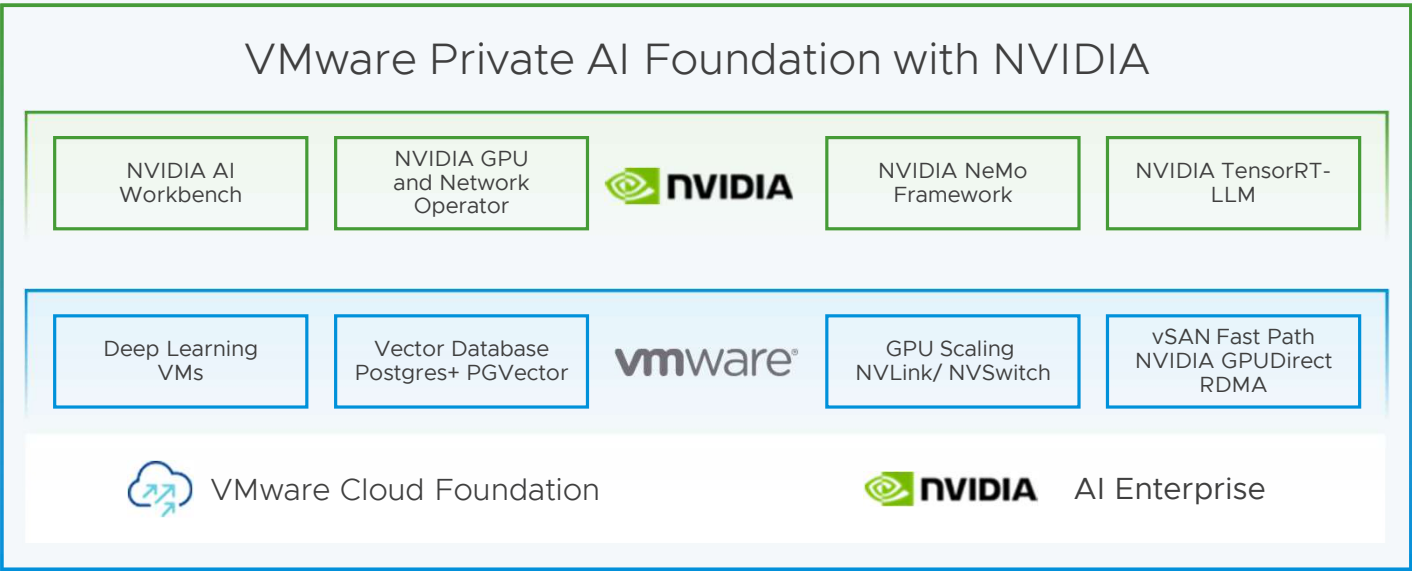 VMware Private AI Foundation with NVIDIA
NVIDIA AI
Workbench
NVIDIA GPU
and Network
Operator
NVIDIA
NVIDIA NeMo
Framework
NVIDIA TensorRT-
LLM
Deep Learning
VMs
Vector Database
Postgres+ PGVector
vmware®
GPU Scaling
NVLink/ NVSwitch
vSAN Fast Path
NVIDIA GPUDirect
RDMA
VMware Cloud Foundation
NVIDIA AI Enterprise